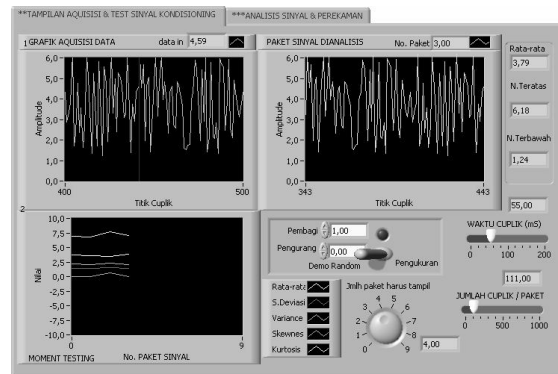 **TAMPILAN AQUISISI & TEST SINYAL KONDISIONING
***ANALISIS SINYAL & PEREKAMAN
1 GRAFIK AQUISISI DATA
data in 4,59
6,0
5,0
4,0
3,0
2,0
1,0
0,0
Amplitude
400
500
Titik Cuplik
PAKET SINYAL DIANALISIS
No. Paket 3,00
6,0
5,0
4,0
3,0
2,0
1,0
0,0
Amplitude
343
443
Titik Cuplik
Rata-rata
3,79
N.Teratas
6,18
N.Terbawah
1,24
2
10,0
7,5
5,0
2,5
0,0
-2,5
-5,0
-7,5
-10,0
Nilai
0
9
MOMENT TESTING
No. PAKET SINYAL
Pembagi 1,00
Pengurang 0,00
Demo Random
Pengukuran
Rata-rata
S.Deviasi
Variance
Skewnes
Kurtosis
Jmlh paket harus tampil
0 1 2 3 4 5 6 7 8 9
4,00
55,00
WAKTU CUPLIK (mS)
0 100 200
111,00
JUMLAH CUPLIK / PAKET
0 500 1000